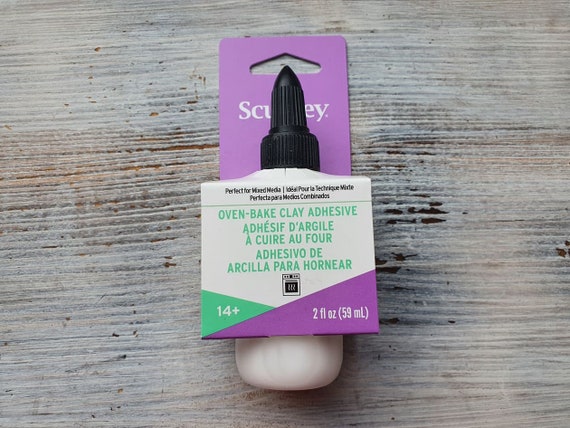 Perfect for Mixed Media | Idéal Pour la Technique Mixte
Perfecta para Medios Combinados
OVEN-BAKE CLAY ADHESIVE
ADHÉSIF D'ARGILE
À CUIRE AU FOUR
ADHESIVO DE
ARCILLA PARA HORNEAR
14+
2 fl oz (59 mL)